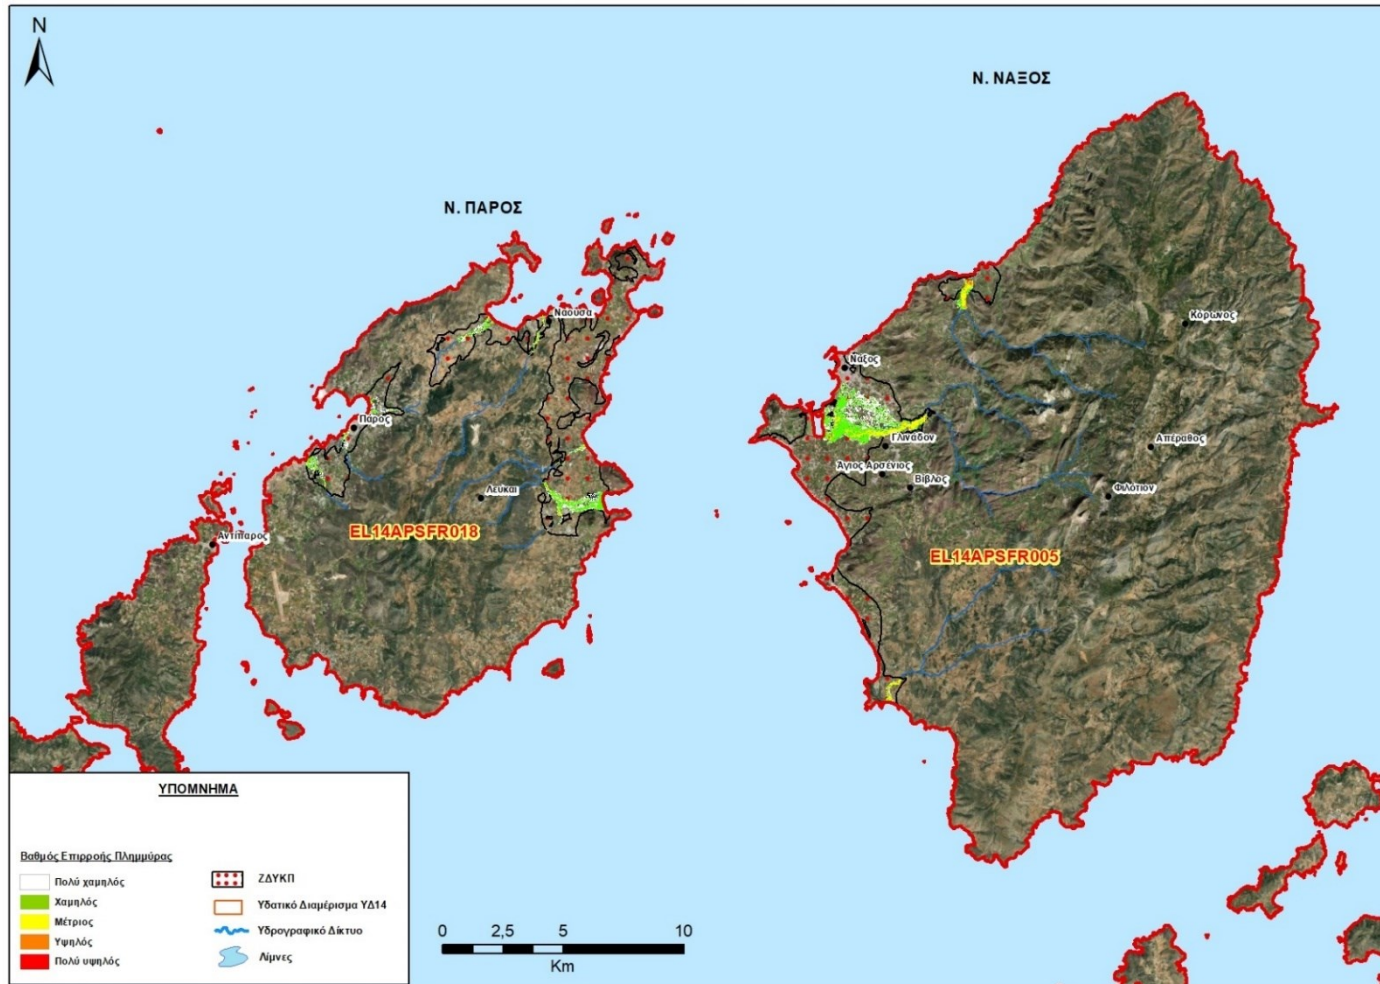 N
Ν. ΝΑΞΟΣ
Ν. ΠΑΡΟΣ
Νάουσα
Κόρωνος
Νάξος
Πάρος
Γλινάδον
Απέραθος
Άγιος Αρσένιος
Βίβλος
Φιλότιον
Λεύκαι
EL14APSFR018
Αντίπαρος
EL14APSFR005
ΥΠΟΜΝΗΜΑ
Βαθμός Επιρροής Πλημμύρας
Πολύ χαμηλός
Χαμηλός
Μέτριος
Υψηλός
Πολύ υψηλός
ΖΔΥΚΠ
Υδατικό Διαμέρισμα ΥΔ14
Υδρογραφικό Δίκτυο
Λίμνες
0 2,5 5 10
Km